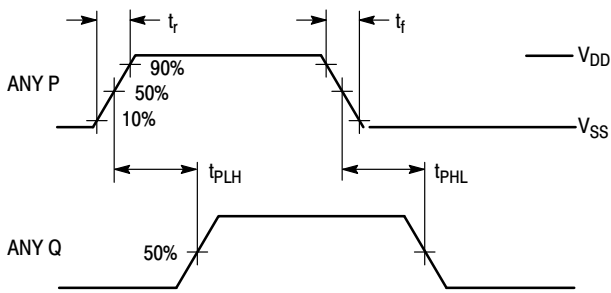 tr
tf
VDD
ANY P
90%
50%
10%
VSS
tPLH
tPHL
ANY Q
50%